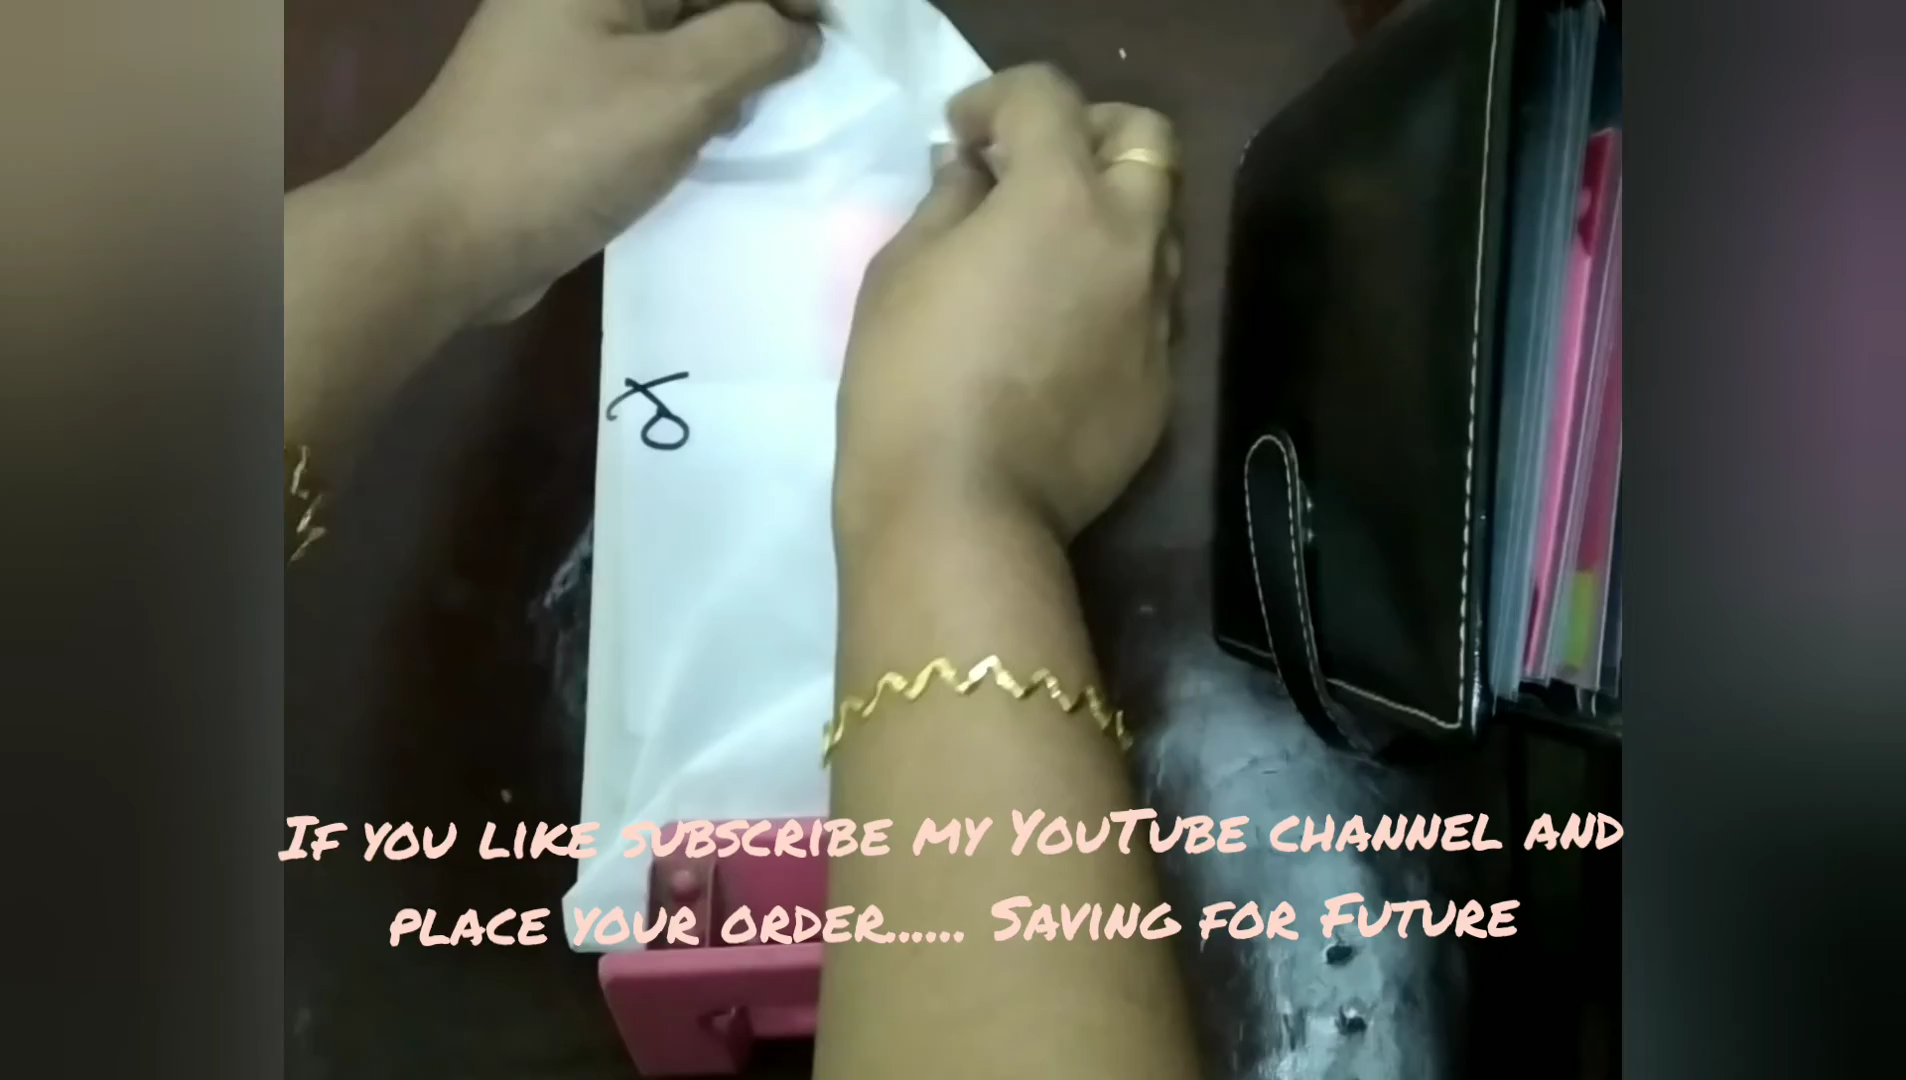 If you like subscribe my YouTube channel and
place your order...... Saving for Future